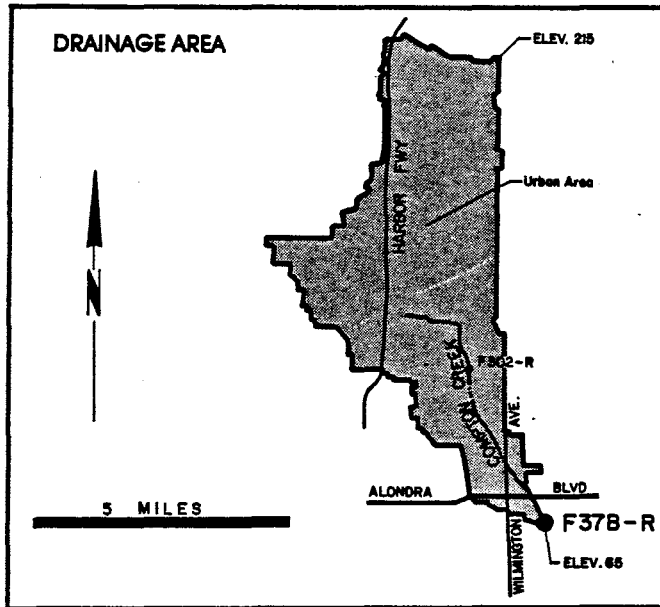 DRAINAGE AREA
ELEV. 215
HARBOR FWY
Urban Area
N
F302-R
COMPTON CREEK
AVE.
5 MILES
ALONDRA BLVD
F37B-R
WILMINGTON
ELEV. 65